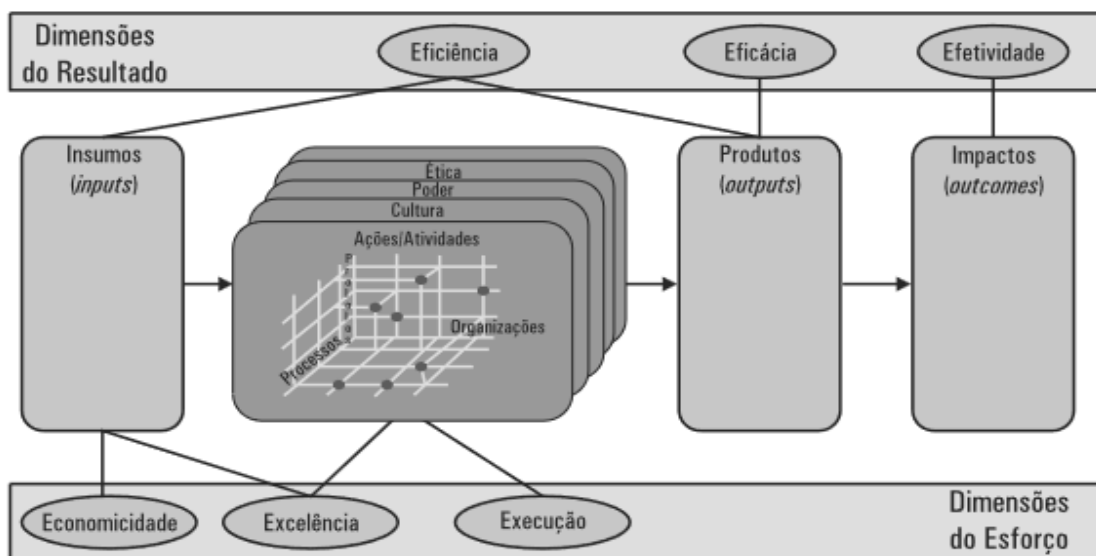 Dimensões
do Resultado
Eficiência
Eficácia
Efetividade
Insumos
(inputs)
Ética
Poder
Cultura
Ações/Atividades
Processos
Organizações
Produtos
(outputs)
Impactos
(outcomes)
Economicidade
Excelência
Execução
Dimensões
do Esforço